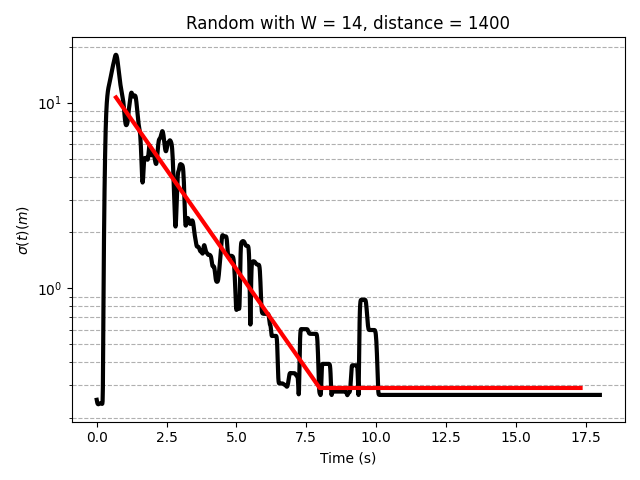 Random with W = 14, distance = 1400
σ(t)(m)
10¹
10⁰
0.0 2.5 5.0 7.5 10.0 12.5 15.0 17.5
Time (s)